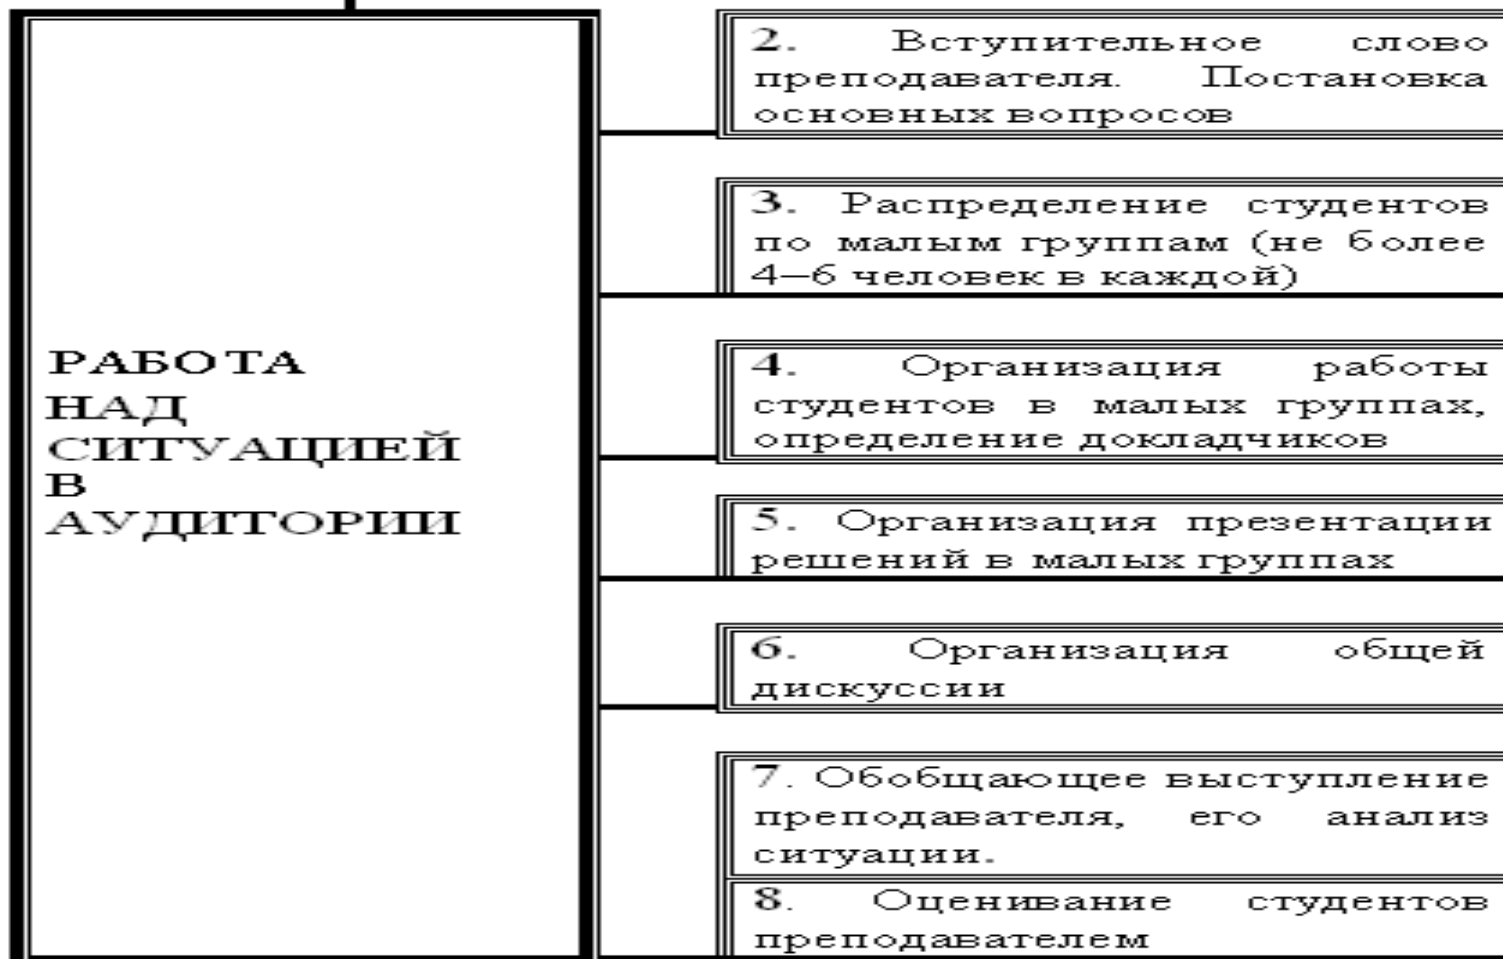 РАБОТА
НАД
СИТУАЦИЕЙ
В
АУДИТОРИИ
2. Вступительное слово
преподавателя. Постановка
основных вопросов
3. Распределение студентов
по малым группам (не более
4–6 человек в каждой)
4. Организация работы
студентов в малых группах,
определение докладчиков
5. Организация презентации
решений в малых группах
6. Организация общей
дискуссии
7. Обобщающее выступление
преподавателя, его анализ
ситуации.
8. Оценивание студентов
преподавателем